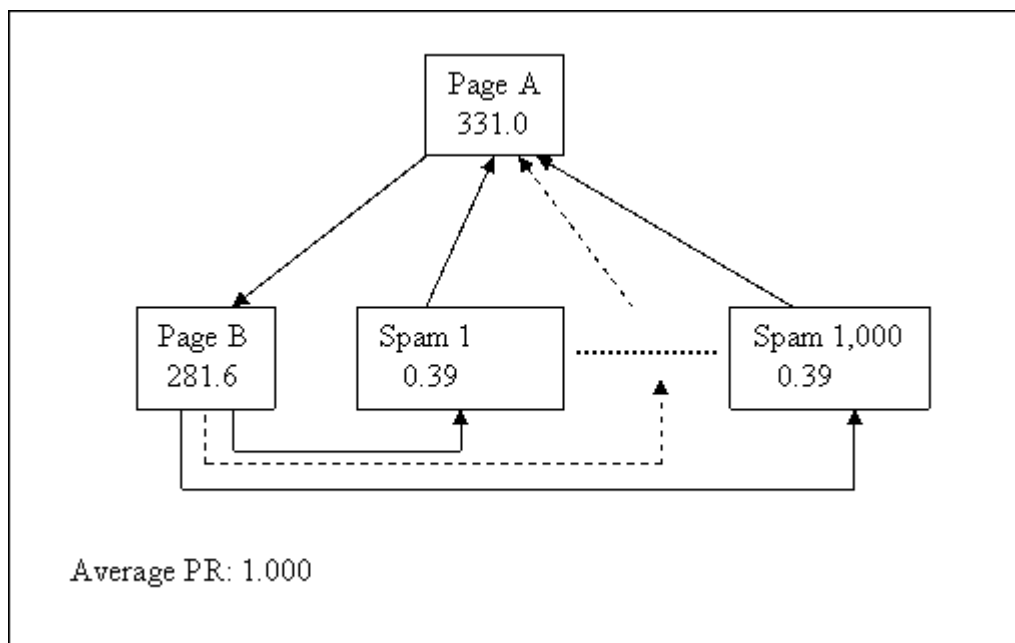 Page A
331.0
Page B
281.6
Spam 1
0.39
Spam 1,000
0.39
Average PR: 1.000